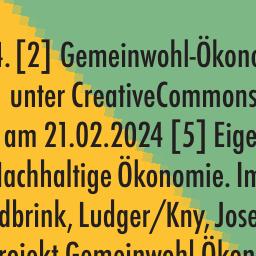 4. [2] Gemeinwohl-Ökono
unter CreativeCommons
am 21.02.2024 [5] Eige
Nachhaltige Ökonomie. Im
dbrink, Ludger/Kny, Jose
rojekt Gemeinwohl Ökon